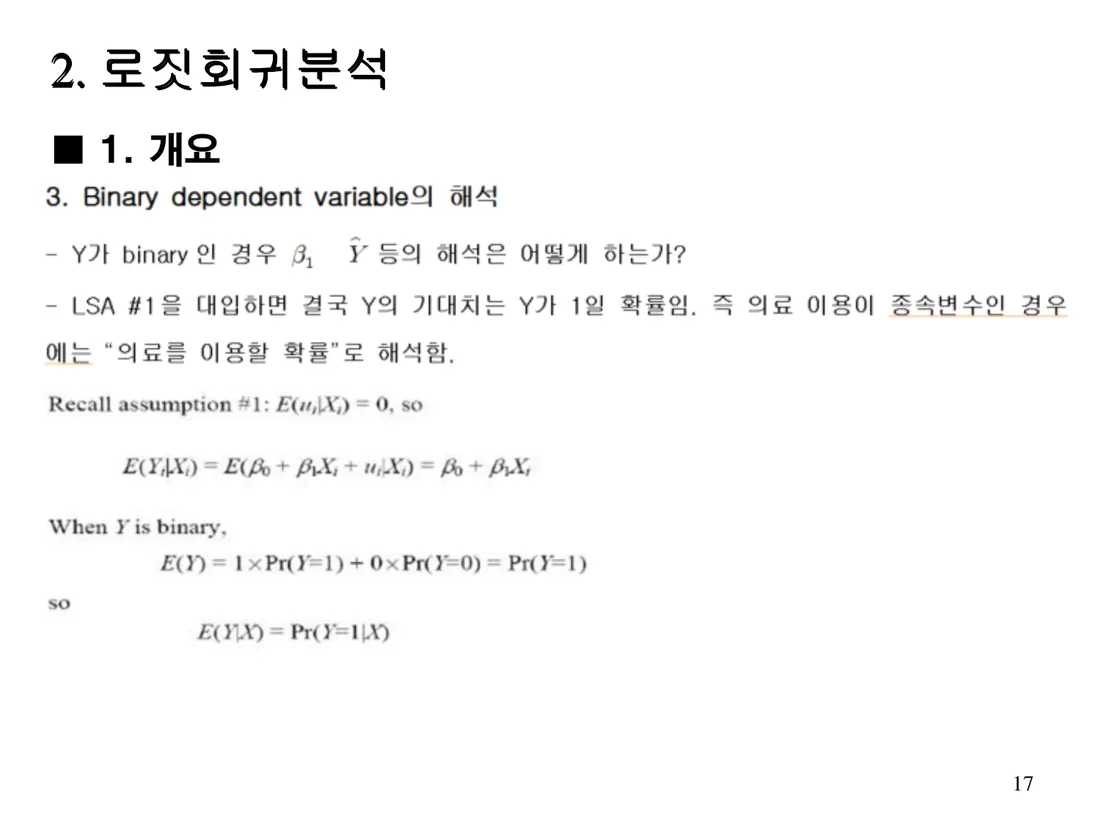 2. 로짓회귀분석
■ 1. 개요
3. Binary dependent variable의 해석
- Y가 binary 인 경우 β₁ Ŷ 등의 해석은 어떻게 하는가?
- LSA #1을 대입하면 결국 Y의 기대치는 Y가 1일 확률임. 즉 의료 이용이 종속변수인 경우
에는 “의료를 이용할 확률”로 해석함.
Recall assumption #1: E(uᵢ|Xᵢ) = 0, so
E(Yᵢ|Xᵢ) = E(β₀ + β₁Xᵢ + uᵢ|Xᵢ) = β₀ + β₁Xᵢ
When Y is binary,
E(Y) = 1×Pr(Y=1) + 0×Pr(Y=0) = Pr(Y=1)
so
E(Y|X) = Pr(Y=1|X)
17